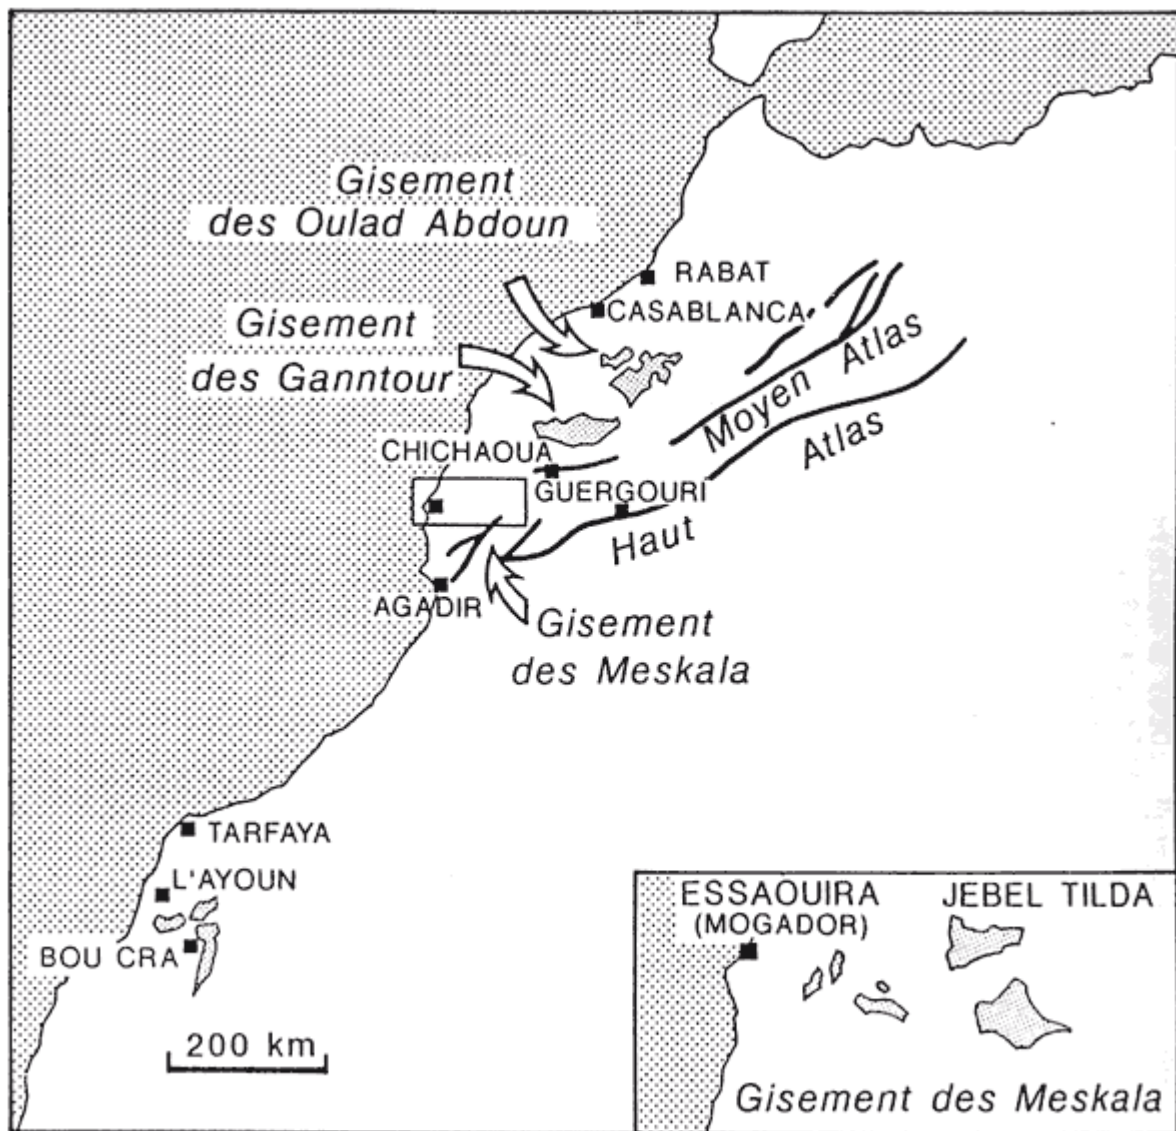 Gisement
des Oulad Abdoun
RABAT
CASABLANCA
Gisement
des Ganntour
Moyen Atlas
CHICHAOUA
GUERGOURI
Haut Atlas
AGADIR
Gisement
des Meskala
TARFAYA
L'AYOUN
BOU CRA
200 km
ESSAOUIRA
(MOGADOR)
JEBEL TILDA
Gisement des Meskala